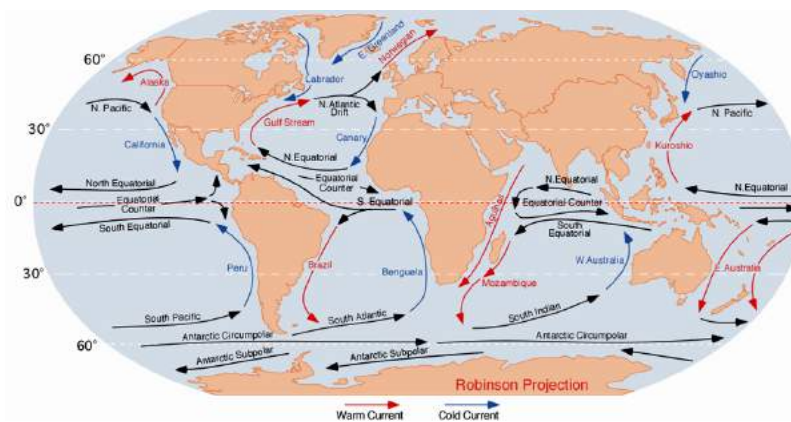 60°
30°
0°
30°
60°
Alaska
N. Pacific
California
North Equatorial
Equatorial
Counter
South Equatorial
Peru
South Pacific
Antarctic Circumpolar
Antarctic Subpolar
Labrador
E. Greenland
Norwegian
N. Atlantic
Drift
Gulf Stream
Canary
N. Equatorial
Equatorial
Counter
S. Equatorial
Brazil
Benguela
South Atlantic
Antarctic Subpolar
Agulhas
Mozambique
N. Equatorial
Equatorial Counter
South
Equatorial
W. Australia
South Indian
Antarctic Circumpolar
Oyashio
N. Pacific
Kuroshio
N. Equatorial
E. Australia
Robinson Projection
Warm Current
Cold Current